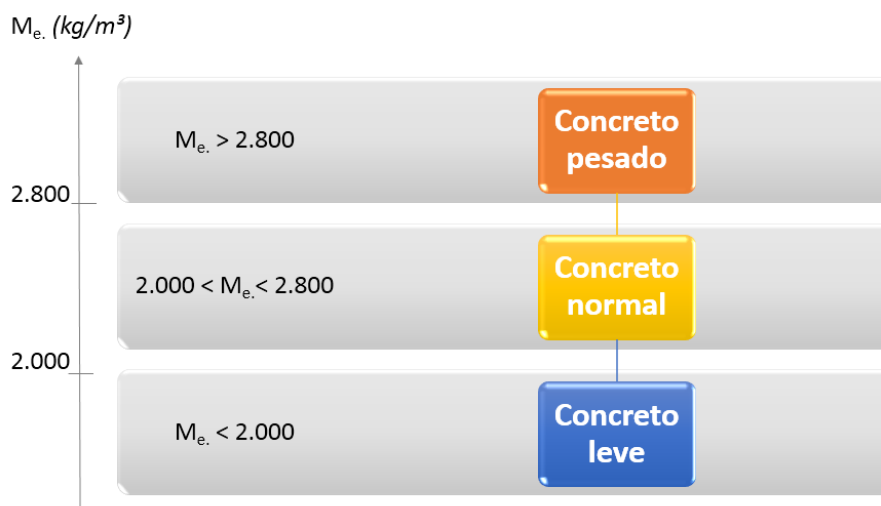 Me. (kg/m³)
Me. > 2.800
Concreto
pesado
2.800
2.000 < Me.< 2.800
Concreto
normal
2.000
Me. < 2.000
Concreto
leve